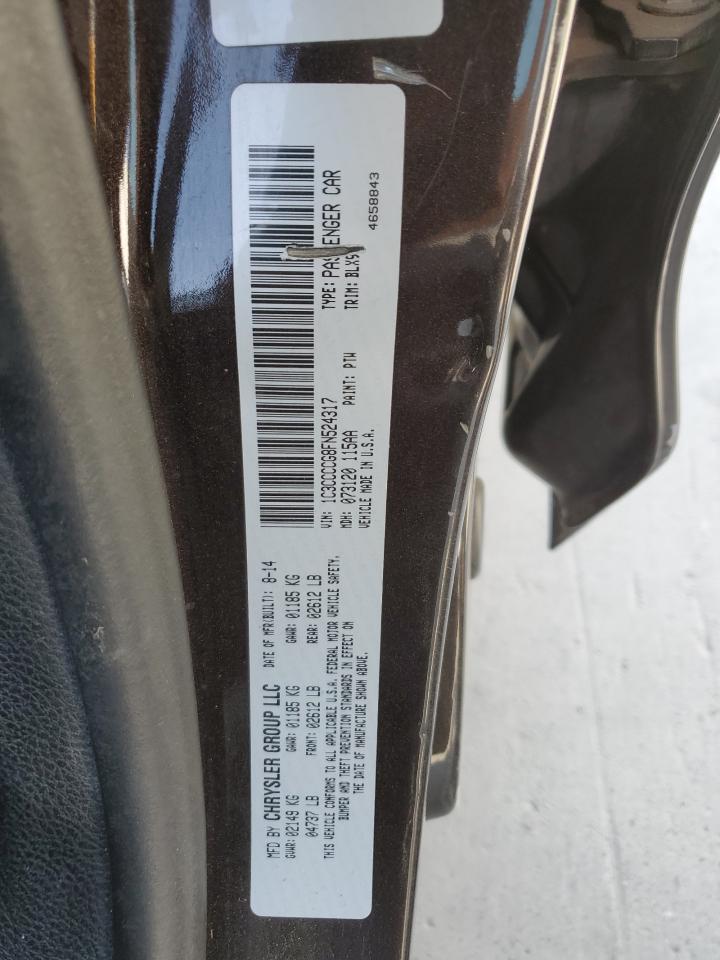 MFD BY CHRYSLER GROUP LLC DATE OF MFR(BUILT): 8-14
GVWR: 02149 KG GAWR: 01185 KG GAWR: 01185 KG
04737 LB FRONT: 02612 LB REAR: 02612 LB
THIS VEHICLE CONFORMS TO ALL APPLICABLE U.S.A. FEDERAL MOTOR VEHICLE SAFETY,
BUMPER AND THEFT PREVENTION STANDARDS IN EFFECT ON
THE DATE OF MANUFACTURE SHOWN ABOVE.
VIN: 1C3CCCCG8FN524317 TYPE: PASSENGER CAR
MDH: 073120 115AA PAINT: PTW TRIM: BLX9
VEHICLE MADE IN U.S.A.
4658843